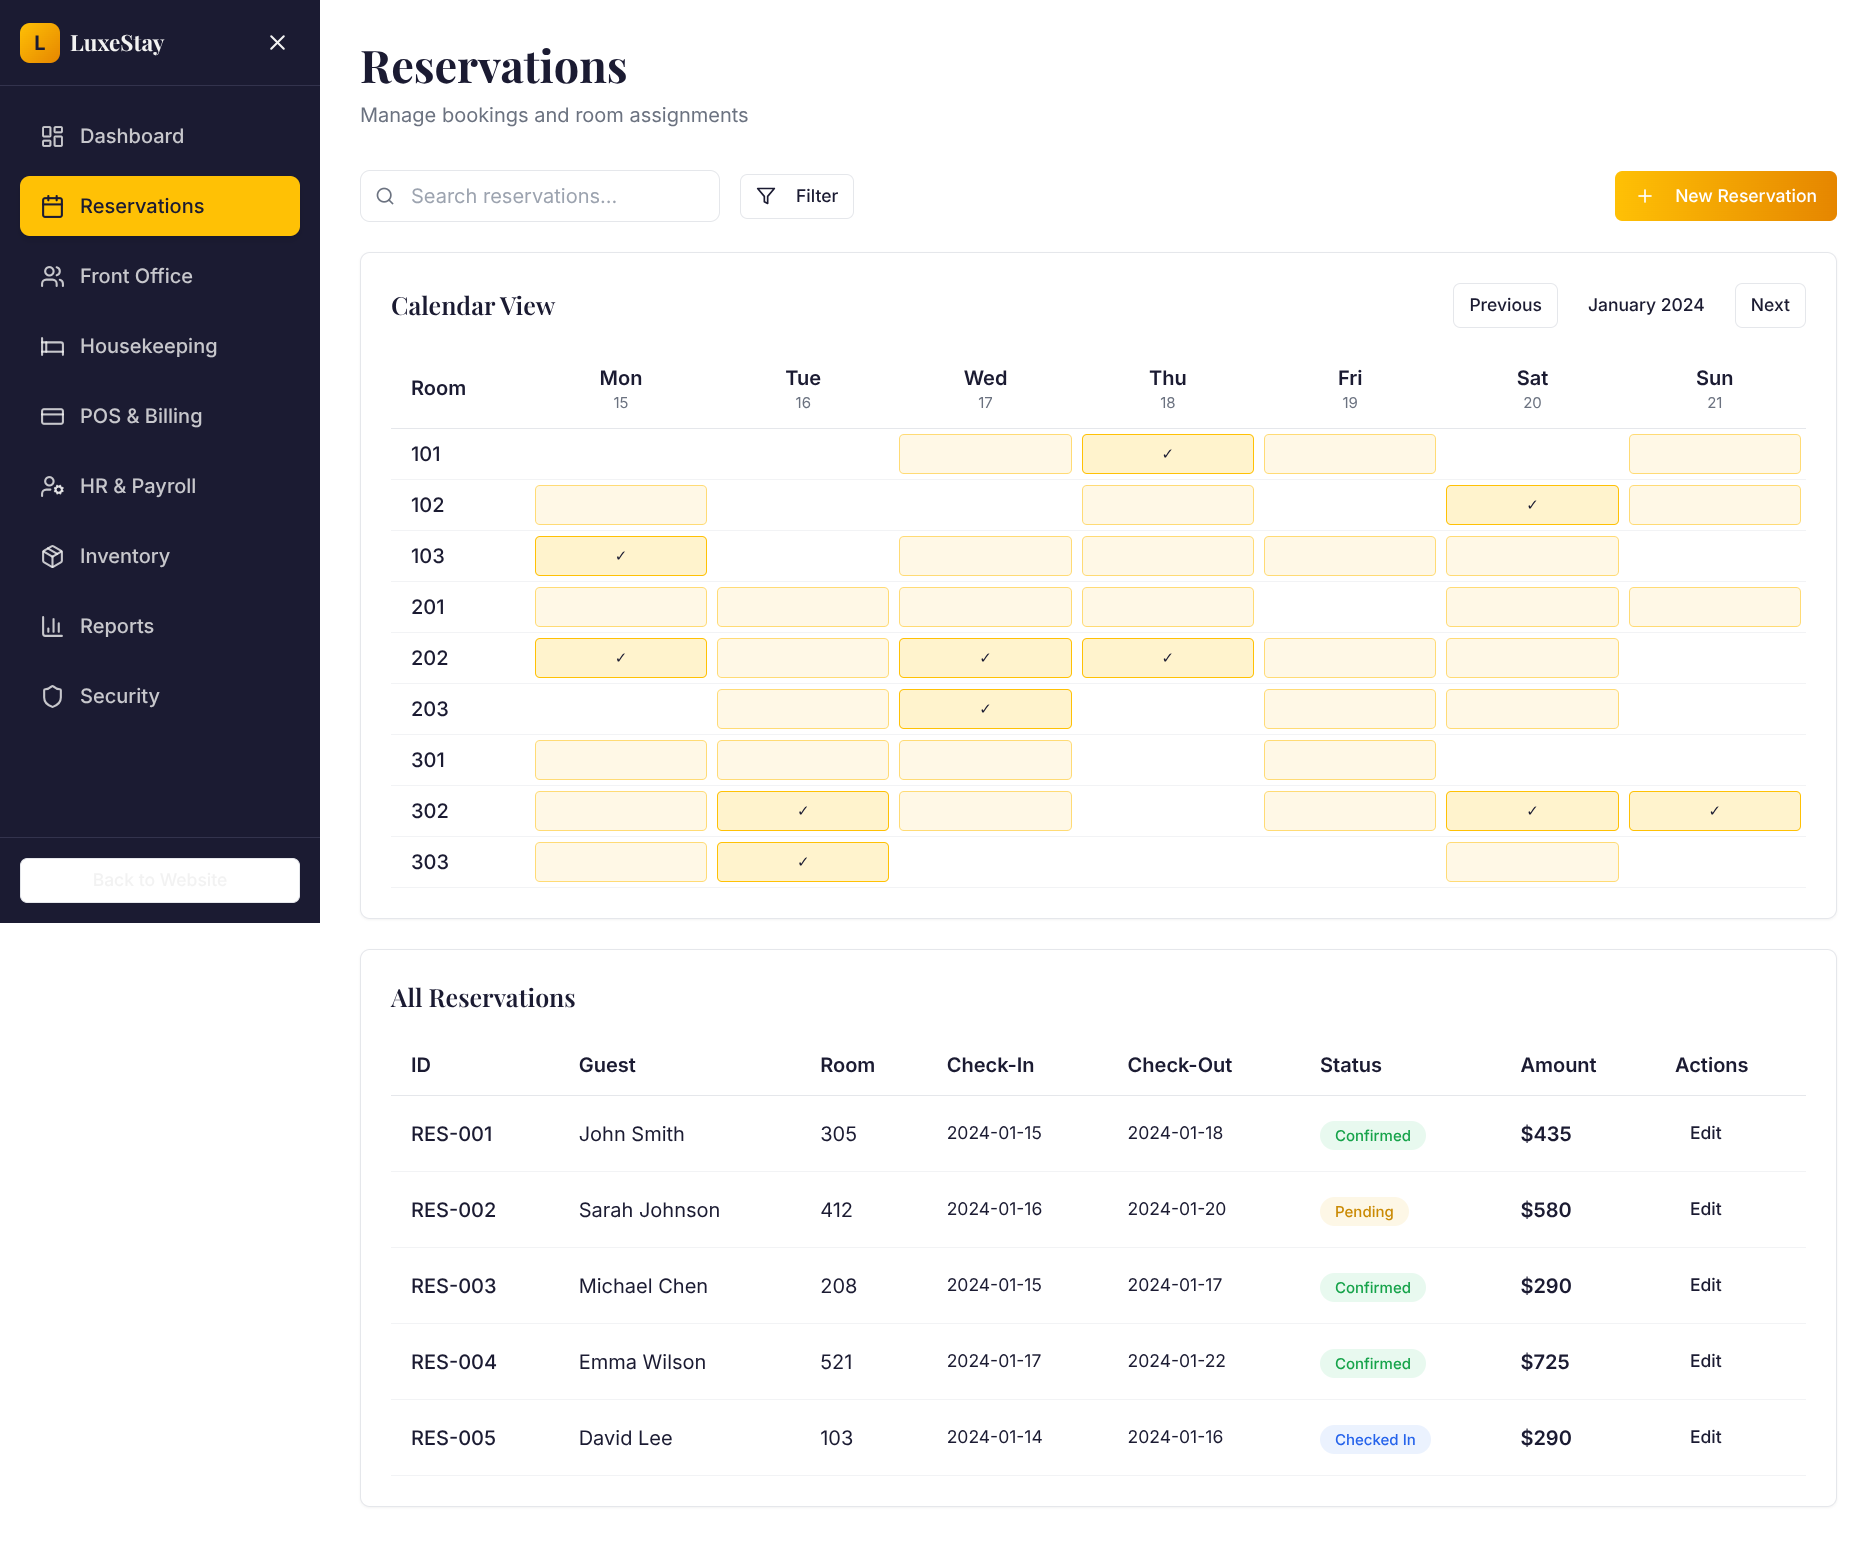 L LuxeStay
Dashboard
Reservations
Front Office
Housekeeping
POS & Billing
HR & Payroll
Inventory
Reports
Security
Back to Website
Reservations
Manage bookings and room assignments
Search reservations... Filter New Reservation
Calendar View Previous January 2024 Next
Room Mon Tue Wed Thu Fri Sat Sun
15 16 17 18 19 20 21
101 ✓
102 ✓
103 ✓
201
202 ✓ ✓ ✓
203 ✓
301
302 ✓ ✓ ✓
303 ✓
All Reservations
ID Guest Room Check-In Check-Out Status Amount Actions
RES-001 John Smith 305 2024-01-15 2024-01-18 Confirmed $435 Edit
RES-002 Sarah Johnson 412 2024-01-16 2024-01-20 Pending $580 Edit
RES-003 Michael Chen 208 2024-01-15 2024-01-17 Confirmed $290 Edit
RES-004 Emma Wilson 521 2024-01-17 2024-01-22 Confirmed $725 Edit
RES-005 David Lee 103 2024-01-14 2024-01-16 Checked In $290 Edit